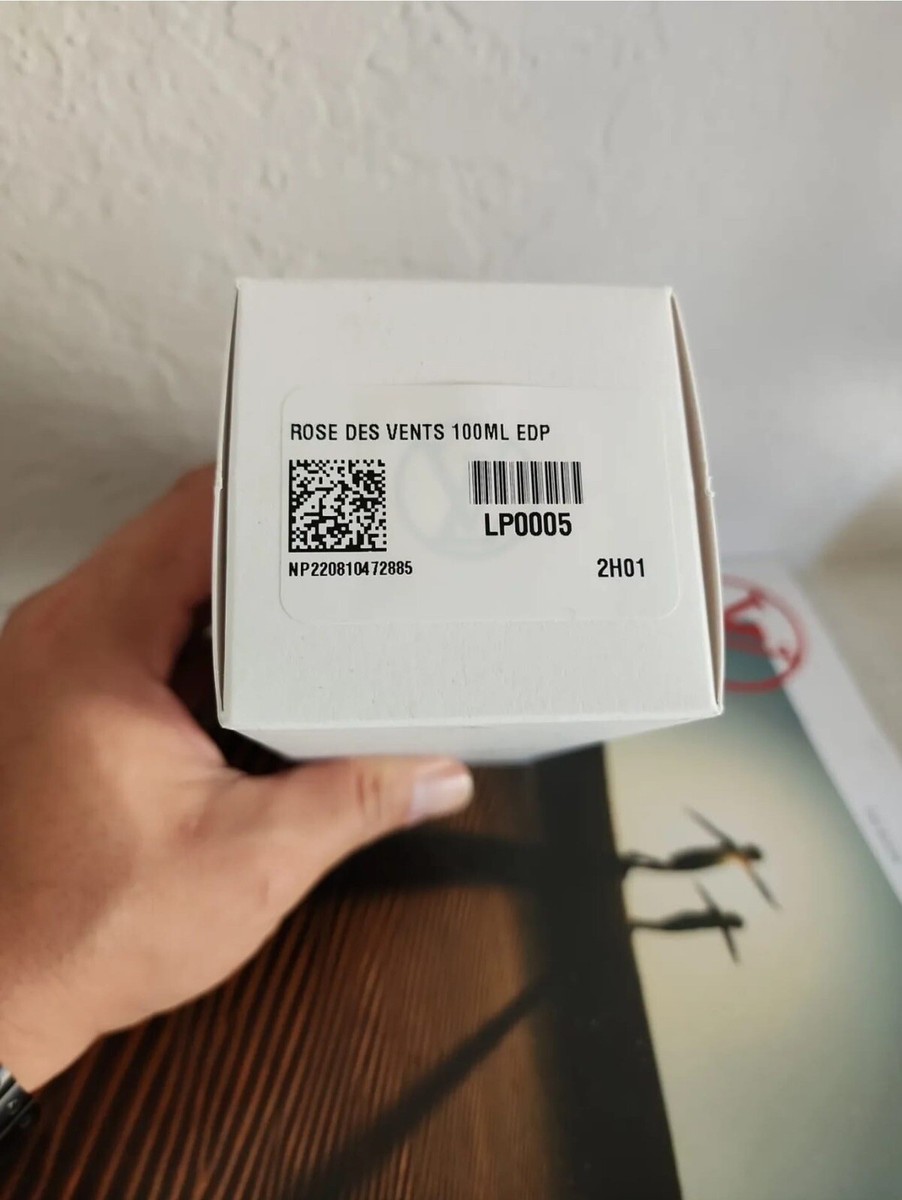 ROSE DES VENTS 100ML EDP
LP0005
NP220810472885
2H01